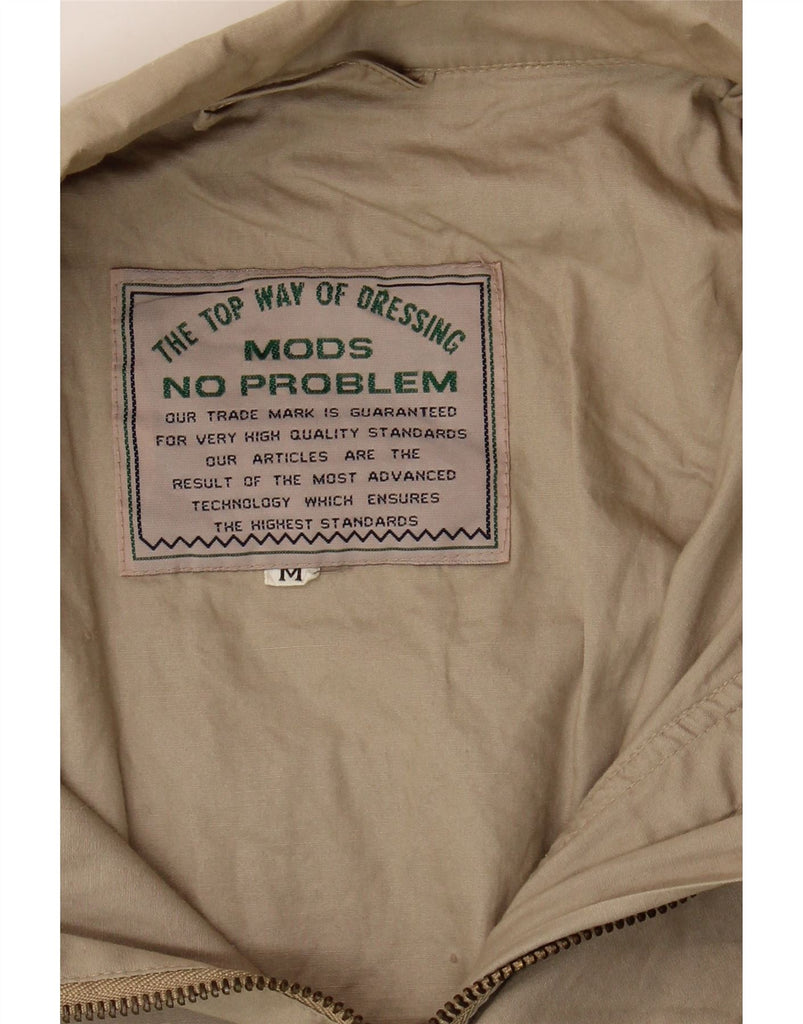 THE TOP WAY OF DRESSING
MODS
NO PROBLEM
OUR TRADE MARK IS GUARANTEED
FOR VERY HIGH QUALITY STANDARDS
OUR ARTICLES ARE THE
RESULT OF THE MOST ADVANCED
TECHNOLOGY WHICH ENSURES
THE HIGHEST STANDARDS
M